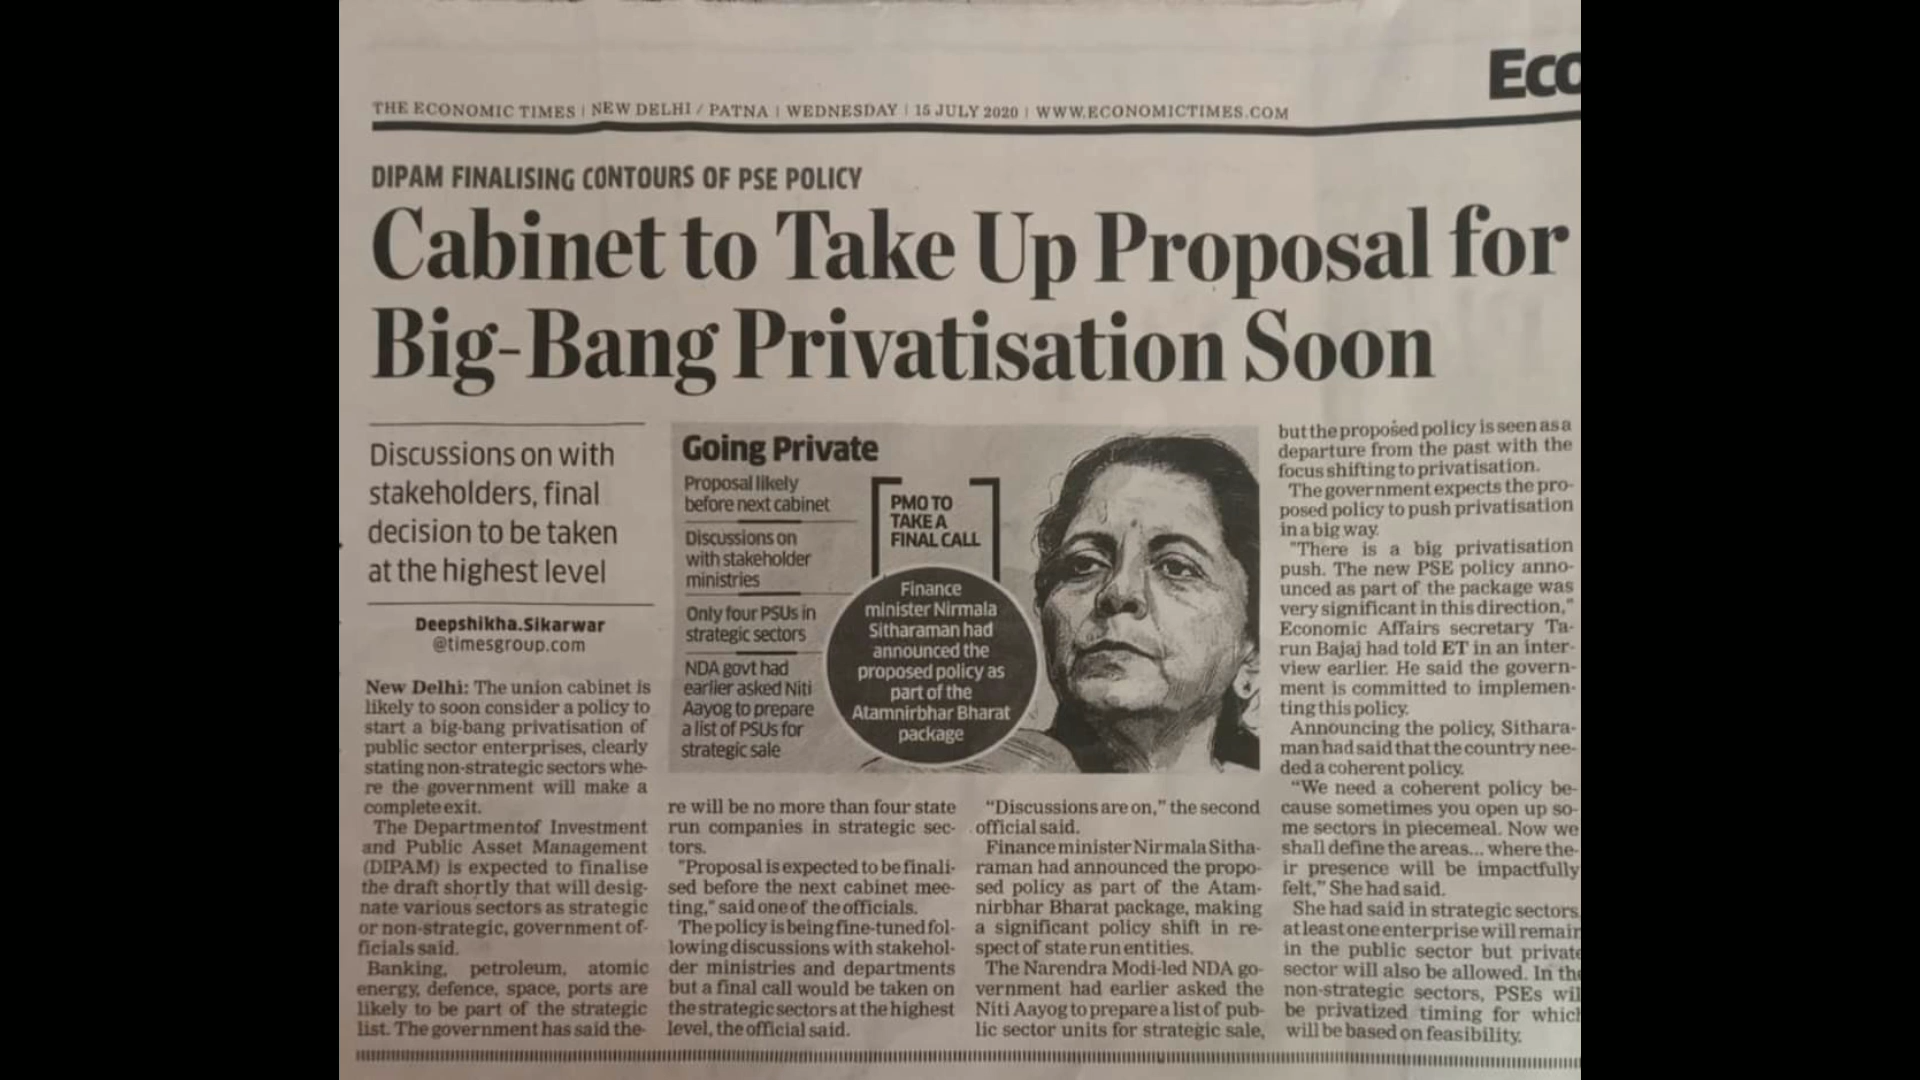 Eco
THE ECONOMIC TIMES | NEW DELHI / PATNA | WEDNESDAY | 15 JULY 2020 | WWW.ECONOMICTIMES.COM
DIPAM FINALISING CONTOURS OF PSE POLICY
Cabinet to Take Up Proposal for
Big-Bang Privatisation Soon
Discussions on with
stakeholders, final
decision to be taken
at the highest level
Deepshikha.Sikarwar
@timesgroup.com
New Delhi: The union cabinet is
likely to soon consider a policy to
start a big-bang privatisation of
public sector enterprises, clearly
stating non-strategic sectors whe-
re the government will make a
complete exit.
The Departmentof Investment
and Public Asset Management
(DIPAM) is expected to finalise
the draft shortly that will desig-
nate various sectors as strategic
or non-strategic, government of-
ficials said.
Banking, petroleum, atomic
energy, defence, space, ports are
likely to be part of the strategic
list. The government has said the-
Going Private
Proposal likely
before next cabinet
Discussions on
with stakeholder
ministries
Only four PSUs in
strategic sectors
NDA govt had
earlier asked Niti
Aayog to prepare
a list of PSUs for
strategic sale
PMO TO
TAKE A
FINAL CALL
Finance
minister Nirmala
Sitharaman had
announced the
proposed policy as
part of the
Atamnirbhar Bharat
package
re will be no more than four state
run companies in strategic sec-
tors.
"Proposal is expected to be finali-
sed before the next cabinet mee-
ting," said one of the officials.
The policy is being fine-tuned fol-
lowing discussions with stakehol-
der ministries and departments
but a final call would be taken on
the strategic sectors at the highest
level, the official said.
"Discussions are on," the second
official said.
Finance minister Nirmala Sitha-
raman had announced the propo-
sed policy as part of the Atam-
nirbhar Bharat package, making
a significant policy shift in re-
spect of state run entities.
The Narendra Modi-led NDA go-
vernment had earlier asked the
Niti Aayog to prepare a list of pub-
lic sector units for strategic sale,
but the proposed policy is seen as a
departure from the past with the
focus shifting to privatisation.
The government expects the pro-
posed policy to push privatisation
in a big way.
"There is a big privatisation
push. The new PSE policy anno-
unced as part of the package was
very significant in this direction,"
Economic Affairs secretary Ta-
run Bajaj had told ET in an inter-
view earlier. He said the govern-
ment is committed to implemen-
ting this policy.
Announcing the policy, Sithara-
man had said that the country nee-
ded a coherent policy.
"We need a coherent policy be-
cause sometimes you open up so-
me sectors in piecemeal. Now we
shall define the areas... where the-
ir presence will be impactfully
felt," She had said.
She had said in strategic sectors,
at least one enterprise will remain
in the public sector but private
sector will also be allowed. In the
non-strategic sectors, PSEs wil
be privatized timing for which
will be based on feasibility.